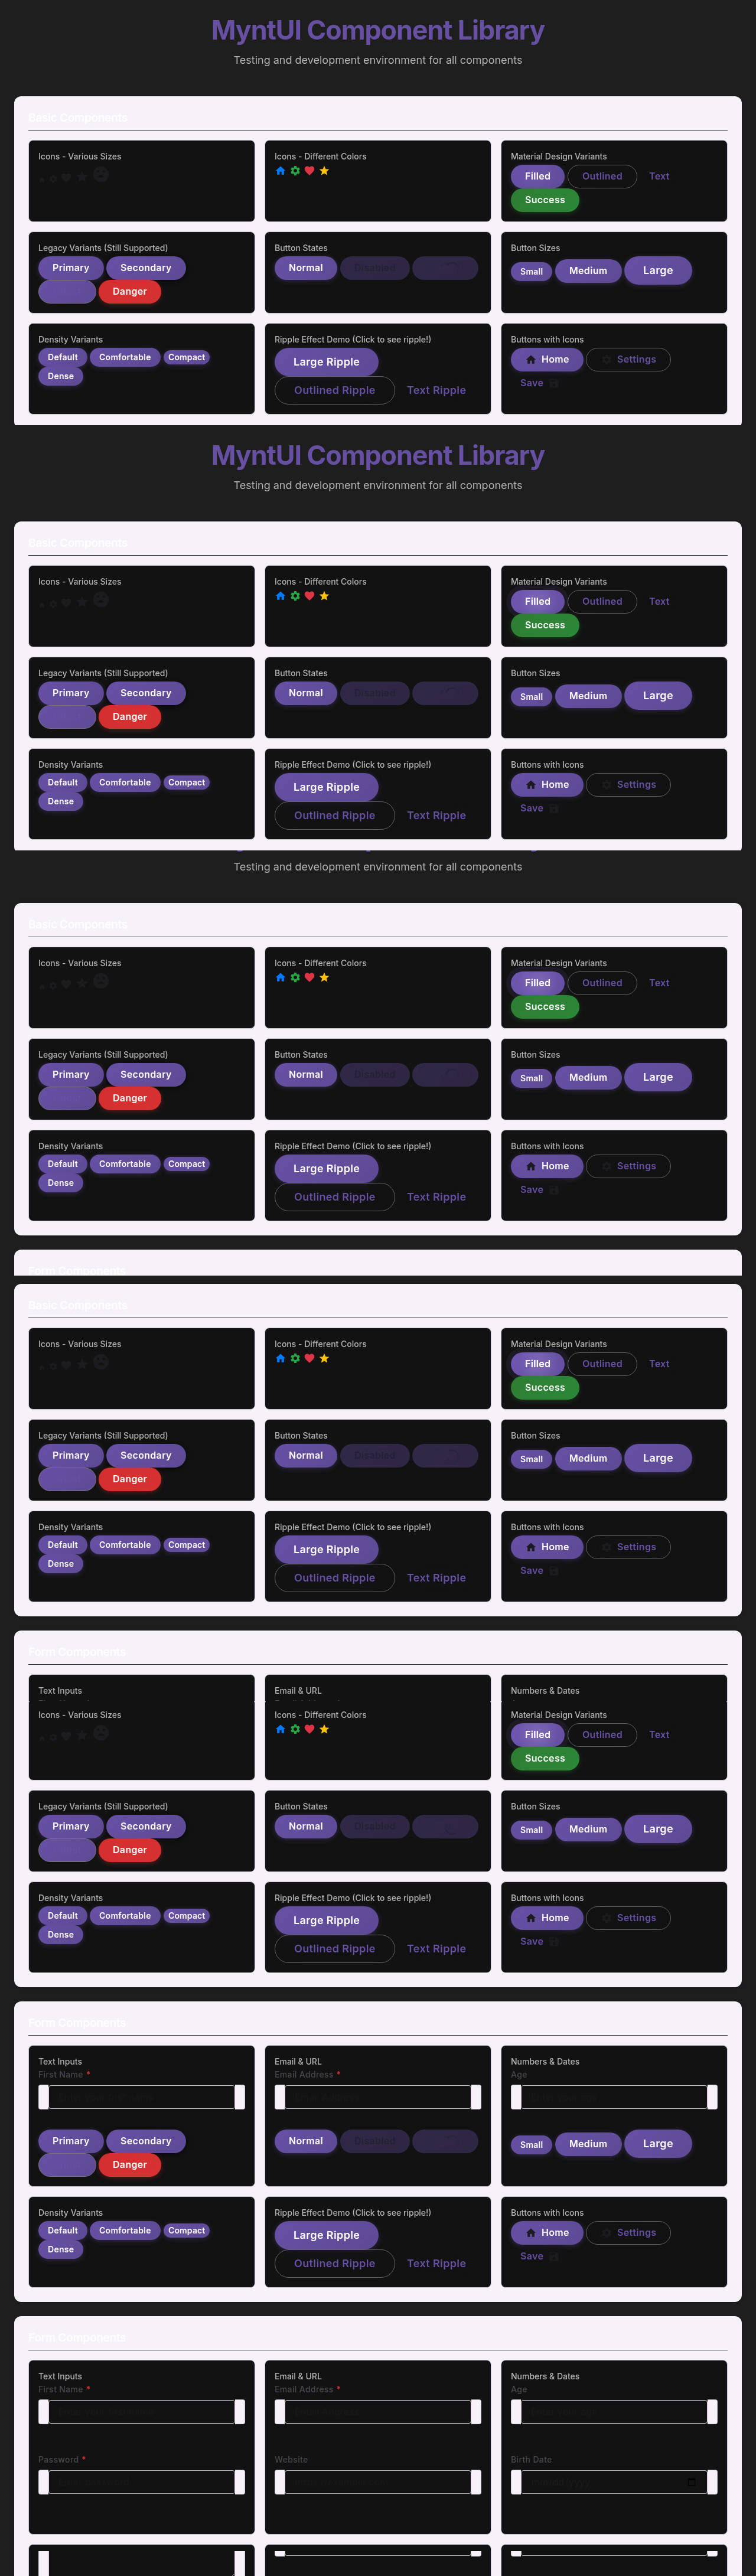 MyntUI Component Library
Testing and development environment for all components
Basic Components
Icons - Various Sizes
Icons - Different Colors
Material Design Variants
Filled
Outlined
Text
Success
Legacy Variants (Still Supported)
Button States
Button Sizes
Primary
Secondary
Normal
Disabled
Small
Medium
Large
Danger
Density Variants
Ripple Effect Demo (Click to see ripple!)
Buttons with Icons
Default
Comfortable
Compact
Large Ripple
Home
Settings
Dense
Outlined Ripple
Text Ripple
Save
MyntUI Component Library
Testing and development environment for all components
Basic Components
Icons - Various Sizes
Icons - Different Colors
Material Design Variants
Filled
Outlined
Text
Success
Legacy Variants (Still Supported)
Button States
Button Sizes
Primary
Secondary
Normal
Disabled
Small
Medium
Large
Danger
Density Variants
Ripple Effect Demo (Click to see ripple!)
Buttons with Icons
Default
Comfortable
Compact
Large Ripple
Home
Settings
Dense
Outlined Ripple
Text Ripple
Save
Testing and development environment for all components
Basic Components
Icons - Various Sizes
Icons - Different Colors
Material Design Variants
Filled
Outlined
Text
Success
Legacy Variants (Still Supported)
Button States
Button Sizes
Primary
Secondary
Normal
Disabled
Small
Medium
Large
Danger
Density Variants
Ripple Effect Demo (Click to see ripple!)
Buttons with Icons
Default
Comfortable
Compact
Large Ripple
Home
Settings
Dense
Outlined Ripple
Text Ripple
Save
Form Components
Basic Components
Icons - Various Sizes
Icons - Different Colors
Material Design Variants
Filled
Outlined
Text
Success
Legacy Variants (Still Supported)
Button States
Button Sizes
Primary
Secondary
Normal
Disabled
Small
Medium
Large
Danger
Density Variants
Ripple Effect Demo (Click to see ripple!)
Buttons with Icons
Default
Comfortable
Compact
Large Ripple
Home
Settings
Dense
Outlined Ripple
Text Ripple
Save
Form Components
Text Inputs
Email & URL
Numbers & Dates
Icons - Various Sizes
Icons - Different Colors
Material Design Variants
Filled
Outlined
Text
Success
Legacy Variants (Still Supported)
Button States
Button Sizes
Primary
Secondary
Normal
Disabled
Small
Medium
Large
Danger
Density Variants
Ripple Effect Demo (Click to see ripple!)
Buttons with Icons
Default
Comfortable
Compact
Large Ripple
Home
Settings
Dense
Outlined Ripple
Text Ripple
Save
Form Components
Text Inputs
Email & URL
Numbers & Dates
First Name *
Email Address *
Age
Primary
Secondary
Normal
Disabled
Small
Medium
Large
Danger
Density Variants
Ripple Effect Demo (Click to see ripple!)
Buttons with Icons
Default
Comfortable
Compact
Large Ripple
Home
Settings
Dense
Outlined Ripple
Text Ripple
Save
Form Components
Text Inputs
Email & URL
Numbers & Dates
First Name *
Email Address *
Age
Password *
Website
Birth Date